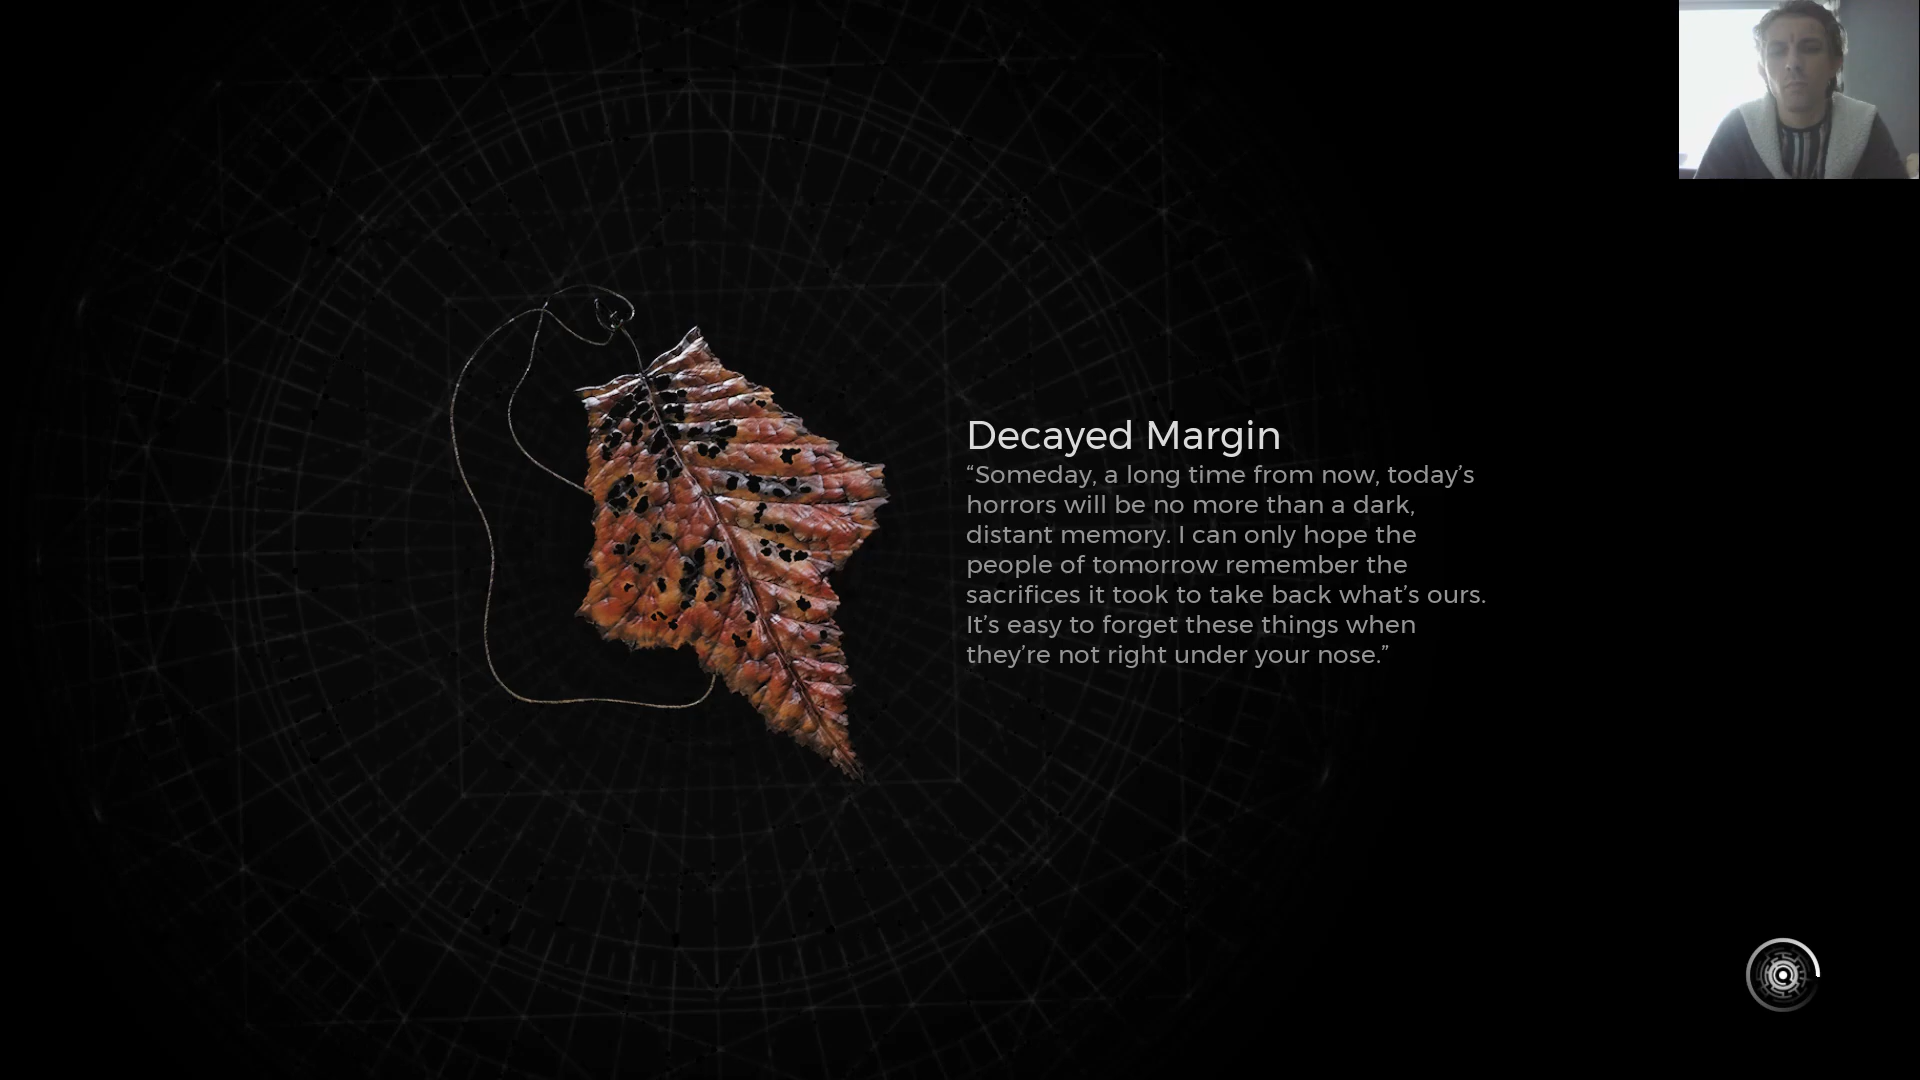 Decayed Margin
“Someday, a long time from now, today’s
horrors will be no more than a dark,
distant memory. I can only hope the
people of tomorrow remember the
sacrifices it took to take back what’s ours.
It’s easy to forget these things when
they’re not right under your nose.”